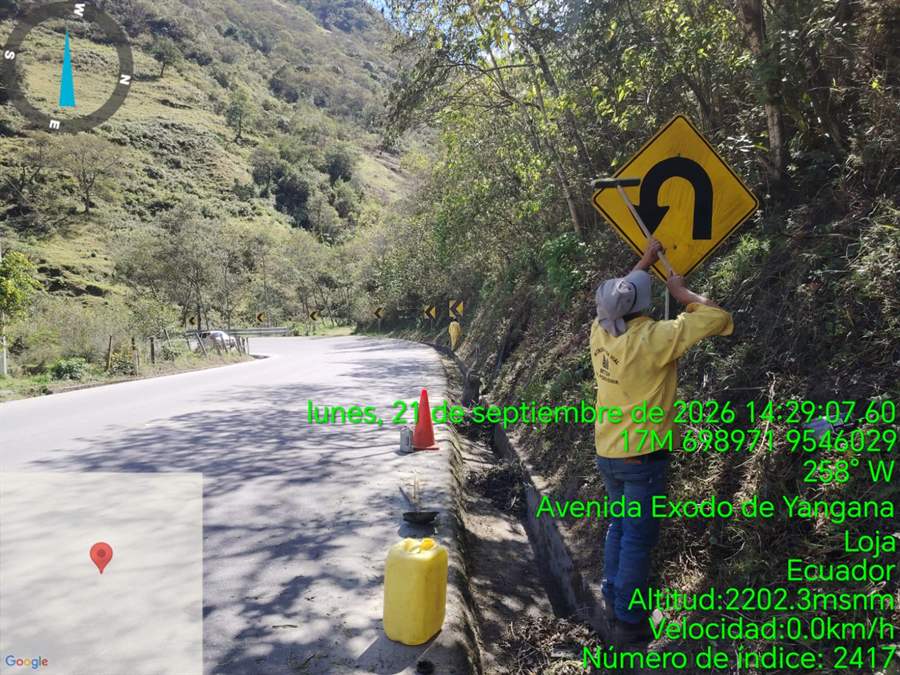 W
S
N
E
lunes, 21 de septiembre de 2026 14:29:07.60
17M 698971 9546029
258° W
Avenida Exodo de Yangana
Loja
Ecuador
Altitud:2202.3msnm
Velocidad:0.0km/h
Número de índice: 2417
Google